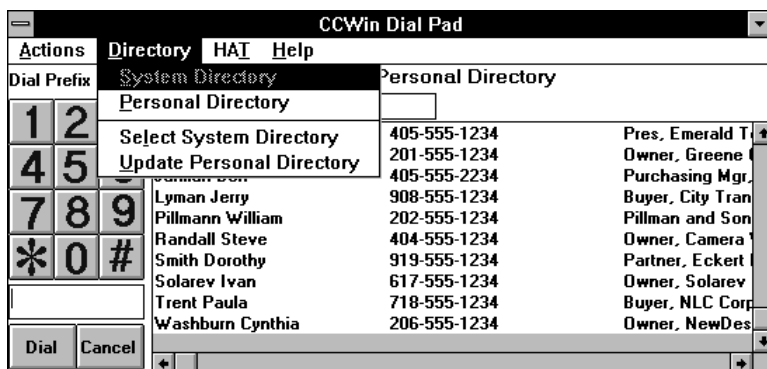 CCWin Dial Pad
Actions Directory HAT Help
Dial Prefix
System Directory
Personal Directory
Select System Directory
Update Personal Directory
Personal Directory
1 2
4 5
7 8 9
* 0 #
Dial Cancel
405-555-1234 Pres, Emerald
201-555-1234 Owner, Greene
405-555-2234 Purchasing Mgr,
Lyman Jerry 908-555-1234 Buyer, City Tran
Pillmann William 202-555-1234 Pillman and Son
Randall Steve 404-555-1234 Owner, Camera
Smith Dorothy 919-555-1234 Partner, Eckert
Solarev Ivan 617-555-1234 Owner, Solarev
Trent Paula 718-555-1234 Buyer, NLC Corp
Washburn Cynthia 206-555-1234 Owner, NewDes